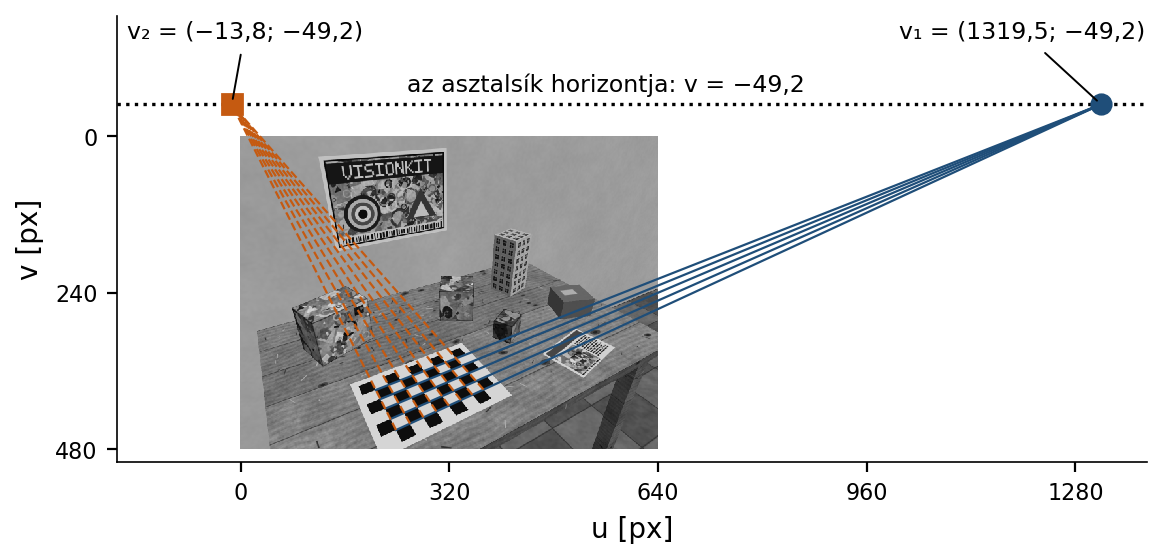 v₂ = (−13,8; −49,2)
v₁ = (1319,5; −49,2)
az asztalsík horizontja: v = −49,2
VISIONKIT
0
240
480
v [px]
0
320
640
960
1280
u [px]